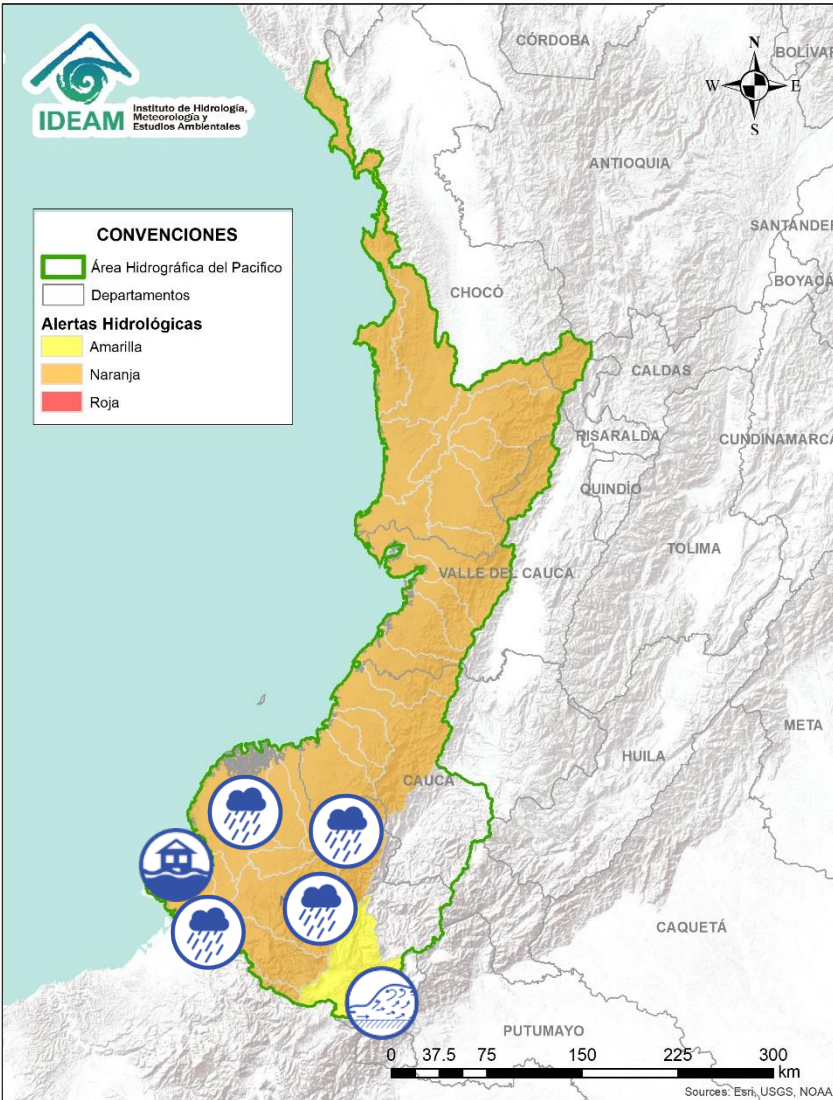 IDEAM
Instituto de Hidrología,
Meteorología y
Estudios Ambientales
CÓRDOBA
BOLÍVAR
N
W
E
S
ANTIOQUIA
SANTANDER
BOYACÁ
CONVENCIONES
Área Hidrográfica del Pacifico
Departamentos
Alertas Hidrológicas
Amarilla
Naranja
Roja
CHOCÓ
CALDAS
RISARALDA
CUNDINAMARCA
QUINDÍO
TOLIMA
VALLE DEL CAUCA
META
HUILA
CAUCA
CAQUETÁ
PUTUMAYO
0 37.5 75 150 225 300
km
Sources: Esri, USGS, NOAA